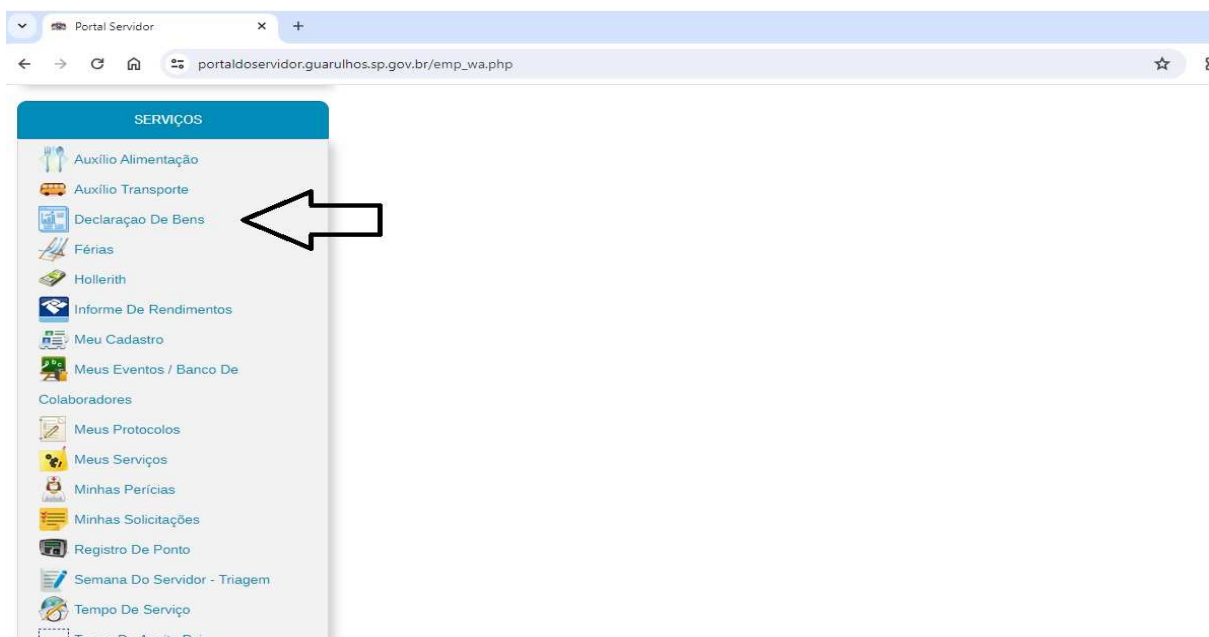 Portal Servidor
portaldoservidor.guarulhos.sp.gov.br/emp_wa.php
SERVIÇOS
Auxílio Alimentação
Auxílio Transporte
Declaraçao De Bens
Férias
Hollerith
Informe De Rendimentos
Meu Cadastro
Meus Eventos / Banco De
Colaboradores
Meus Protocolos
Meus Serviços
Minhas Perícias
Minhas Solicitações
Registro De Ponto
Semana Do Servidor - Triagem
Tempo De Serviço